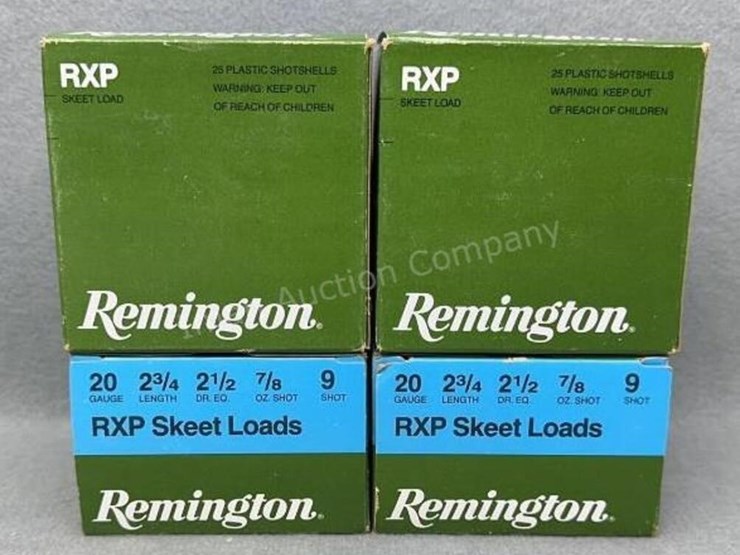 RXP
SKEET LOAD
25 PLASTIC SHOTSHELLS
WARNING: KEEP OUT
OF REACH OF CHILDREN
Remington.
RXP
SKEET LOAD
25 PLASTIC SHOTSHELLS
WARNING: KEEP OUT
OF REACH OF CHILDREN
Remington.
Auction Company
20 2 3/4 2 1/2 7/8 9
GAUGE LENGTH DR. EQ. OZ. SHOT SHOT
RXP Skeet Loads
Remington.
20 2 3/4 2 1/2 7/8 9
GAUGE LENGTH DR. EQ. OZ. SHOT SHOT
RXP Skeet Loads
Remington.